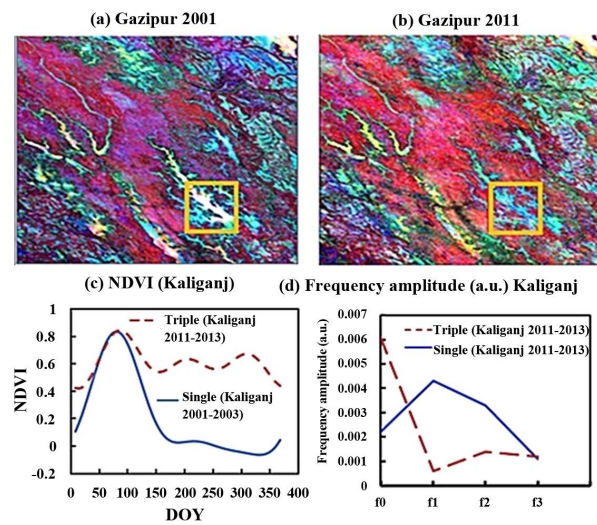 (a) Gazipur 2001
(b) Gazipur 2011
(c) NDVI (Kaliganj)
(d) Frequency amplitude (a.u.) Kaliganj
NDVI
1
0.8
0.6
0.4
0.2
0
-0.2
Triple (Kaliganj
2011-2013)
Single (Kaliganj
2001-2003)
0 50 100 150 200 250 300 350 400
DOY
Frequency amplitude (a.u.)
0.007
0.006
0.005
0.004
0.003
0.002
0.001
0
Triple (Kaliganj 2011-2013)
Single (Kaliganj 2011-2013)
f0 f1 f2 f3